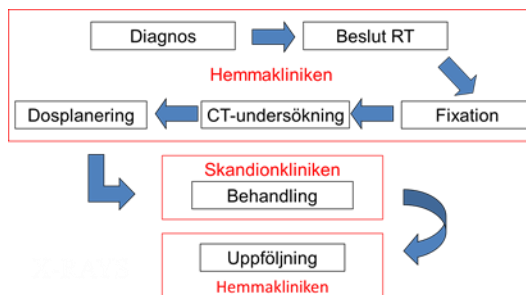 Diagnos
Beslut RT
Hemmakliniken
Dosplanering
CT-undersökning
Fixation
Skandionkliniken
Behandling
Uppföljning
Hemmakliniken